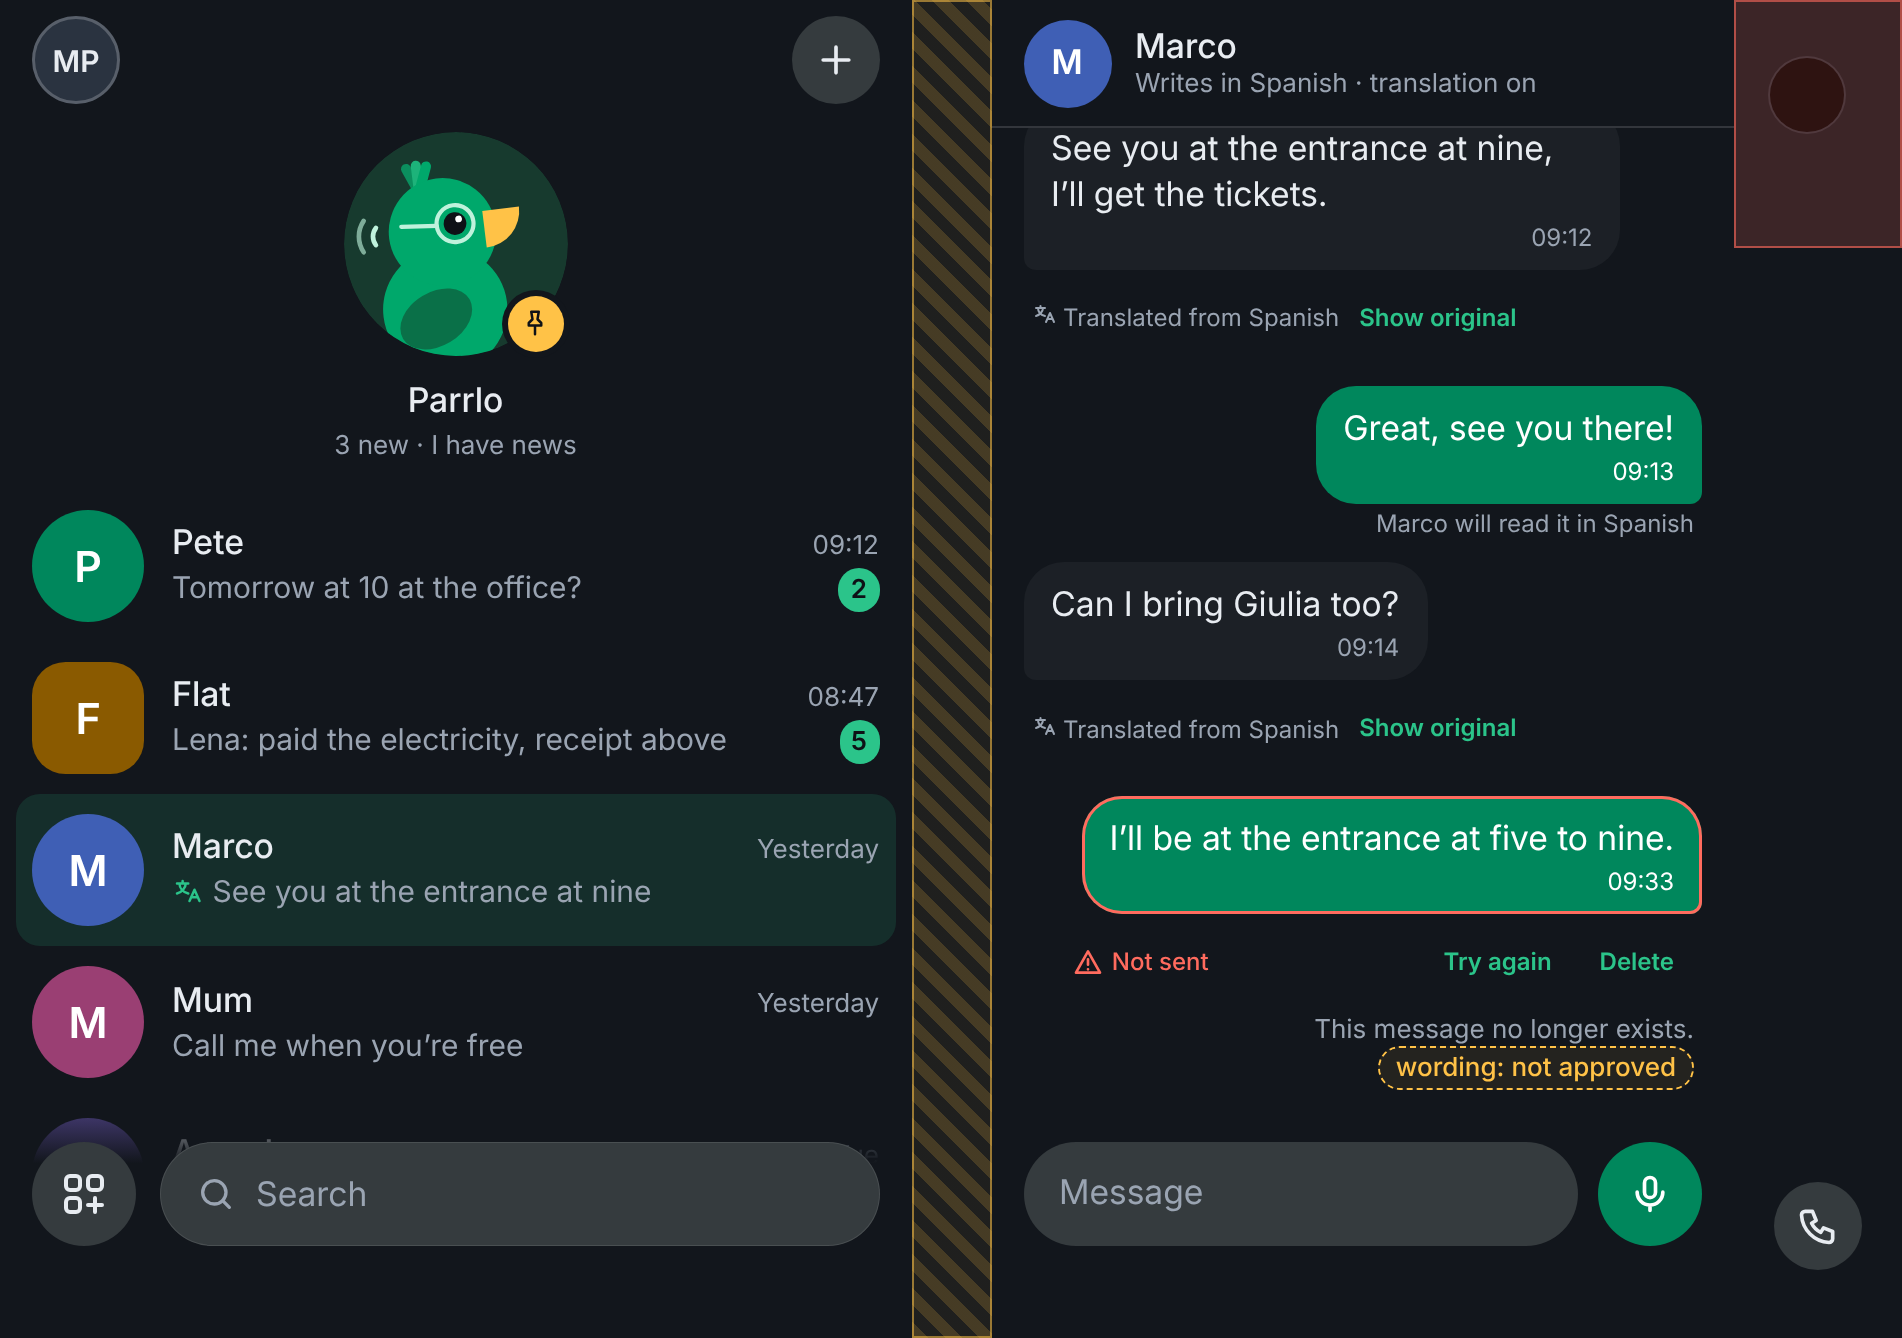 MP
Parrlo
3 new · I have news
P
Pete
09:12
Tomorrow at 10 at the office?
2
F
Flat
08:47
Lena: paid the electricity, receipt above
5
M
Marco
Yesterday
See you at the entrance at nine
M
Mum
Yesterday
Call me when you’re free
Search
M
Marco
Writes in Spanish · translation on
See you at the entrance at nine,
I’ll get the tickets.
09:12
Translated from Spanish Show original
Great, see you there!
09:13
Marco will read it in Spanish
Can I bring Giulia too?
09:14
Translated from Spanish Show original
I’ll be at the entrance at five to nine.
09:33
Not sent Try again Delete
This message no longer exists.
wording: not approved
Message